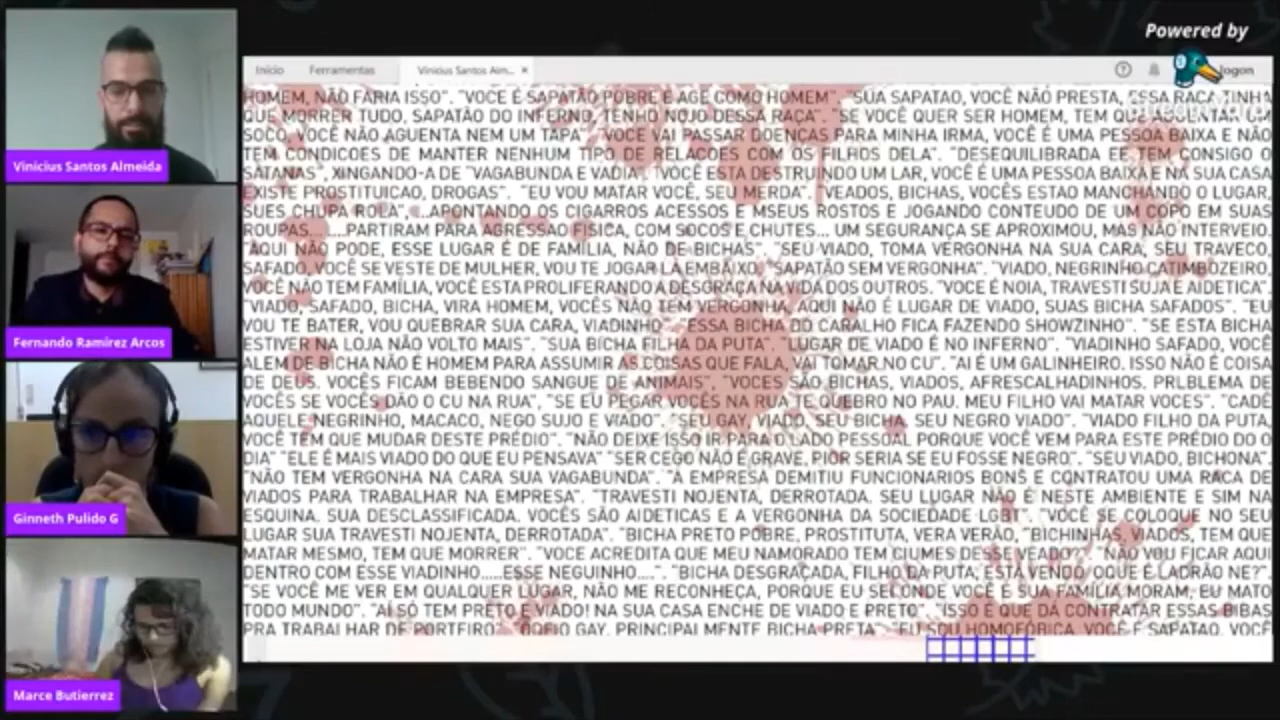 Powered by
Início
Ferramentas
Vinicius Santos Alm... ×
Jogon
HOMEM, NÃO FARIA ISSO". "VOCE É SAPATÃO POBRE E AGE COMO HOMEM". "SUA SAPATAO, VOCÊ NÃO PRESTA, ESSA RAÇA TINHA
QUE MORRER TUDO, SAPATÃO DO INFERNO, TENHO NOJO DESSA RAÇA". "SE VOCÊ QUER SER HOMEM, TEM QUE AGUENTAR UM
SOCO, VOCÊ NÃO AGUENTA NEM UM TAPA". "VOCE VAI PASSAR DOENÇAS PARA MINHA IRMA, VOCÊ É UMA PESSOA BAIXA E NÃO
TEM CONDICOES DE MANTER NENHUM TIPO DE RELACOES COM OS FILHOS DELA". "DESEQUILIBRADA EE TEM CONSIGO O
SATANAS", XINGANDO-A DE "VAGABUNDA E VADIA". "VOCÊ ESTA DESTRUINDO UM LAR, VOCÊ É UMA PESSOA BAIXA E NA SUA CASA
EXISTE PROSTITUICAO, DROGAS". "EU VOU MATAR VOCÊ, SEU MERDA". "VEADOS, BICHAS, VOCÊS ESTAO MANCHANDO O LUGAR,
SUES CHUPA ROLA", ...APONTANDO OS CIGARROS ACESSOS E MSEUS ROSTOS E JOGANDO CONTEUDO DE UM COPO EM SUAS
ROUPAS. .....PARTIRAM PARA AGRESSAO FISICA, COM SOCOS E CHUTES... UM SEGURANÇA SE APROXIMOU, MAS NÃO INTERVEIO.
"AQUI NÃO PODE, ESSE LUGAR É DE FAMÍLIA, NÃO DE BICHAS". "SEU VIADO, TOMA VERGONHA NA SUA CARA, SEU TRAVECO.
SAFADO, VOCÊ SE VESTE DE MULHER, VOU TE JOGAR LÁ EMBAIXO. "SAPATÃO SEM VERGONHA". "VIADO, NEGRINHO CATIMBOZEIRO.
VOCÊ NÃO TEM FAMÍLIA, VOCÊ ESTA PROLIFERANDO A DESGRAÇA NA VIDA DOS OUTROS. "VOCE É NOIA, TRAVESTI SUJA E AIDETICA".
"VIADO, SAFADO, BICHA, VIRA HOMEM, VOCÊS NÃO TEM VERGONHA, AQUI NÃO É LUGAR DE VIADO, SUAS BICHA SAFADOS". "EU
VOU TE BATER, VOU QUEBRAR SUA CARA, VIADINHO". "ESSA BICHA DO CARALHO FICA FAZENDO SHOWZINHO". "SE ESTA BICHA
ESTIVER NA LOJA NÃO VOLTO MAIS". "SUA BICHA FILHA DA PUTA". "LUGAR DE VIADO É NO INFERNO". "VIADINHO SAFADO, VOCÊ
ALEM DE BICHA NÃO É HOMEM PARA ASSUMIR AS COISAS QUE FALA, VAI TOMAR NO CU". "AI É UM GALINHEIRO. ISSO NÃO É COISA
DE DEUS. VOCÊS FICAM BEBENDO SANGUE DE ANIMAIS", "VOCES SÃO BICHAS, VIADOS, AFRESCALHADINHOS. PRLBLEMA DE
VOCÊS SE VOCÊS DÃO O CU NA RUA", "SE EU PEGAR VOCÊS NA RUA TE QUEBRO NO PAU. MEU FILHO VAI MATAR VOCES". "CADÊ
AQUELE NEGRINHO, MACACO, NEGO SUJO E VIADO". "SEU GAY, VIADO, SEU BICHA, SEU NEGRO VIADO". "VIADO FILHO DA PUTA,
VOCÊ TEM QUE MUDAR DESTE PRÉDIO". "NÃO DEIXE ISSO IR PARA O LADO PESSOAL PORQUE VOCÊ VEM PARA ESTE PRÉDIO DO O
DIA" "ELE É MAIS VIADO DO QUE EU PENSAVA" "SER CEGO NÃO É GRAVE, PIOR SERIA SE EU FOSSE NEGRO". "SEU VIADO, BICHONA".
"NÃO TEM VERGONHA NA CARA SUA VAGABUNDA". "A EMPRESA DEMITIU FUNCIONARIOS BONS E CONTRATOU UMA RACA DE
VIADOS PARA TRABALHAR NA EMPRESA". "TRAVESTI NOJENTA, DERROTADA. SEU LUGAR NÃO É NESTE AMBIENTE E SIM NA
ESQUINA. SUA DESCLASSIFICADA. VOCÊS SÃO AIDETICAS E A VERGONHA DA SOCIEDADE LGBT". "VOCÊ SE COLOQUE NO SEU
LUGAR SUA TRAVESTI NOJENTA, DERROTADA". "BICHA PRETO POBRE, PROSTITUTA, VERA VERÃO, "BICHINHAS, VIADOS, TEM QUE
MATAR MESMO, TEM QUE MORRER". "VOCÊ ACREDITA QUE MEU NAMORADO TEM CIUMES DESSE VEADO?". "NÃO VOU FICAR AQUI
DENTRO COM ESSE VIADINHO.....ESSE NEGUINHO....". "BICHA DESGRAÇADA, FILHO DA PUTA, ESTÁ VENDO, OQUE É LADRÃO NE?"
"SE VOCÊ ME VER EM QUALQUER LUGAR, NÃO ME RECONHEÇA, PORQUE EU SEI ONDE VOCÊ E SUA FAMÍLIA MORAM, EU MATO
TODO MUNDO". "AÍ SÓ TEM PRETO E VIADO! NA SUA CASA ENCHE DE VIADO E PRETO". "ISSO É QUE DÁ CONTRATAR ESSAS BIBAS
PRA TRABALHAR DE PORTEIRO". "ODEIO GAY, PRINCIPALMENTE BICHA PRETA". "EU SOU HOMOFÓBICA, VOCÊ É SAPATAO, VOCÊ
Vinicius Santos Almeida
Fernando Ramírez Arcos
Ginneth Pulido G
Marce Butierrez